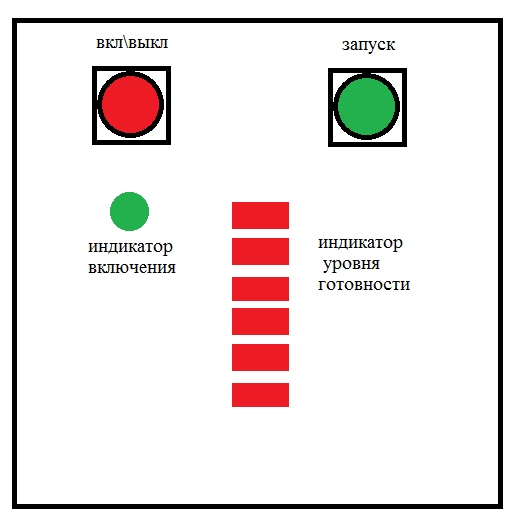 вкл\выкл
запуск
индикатор
включения
индикатор
уровня
готовности